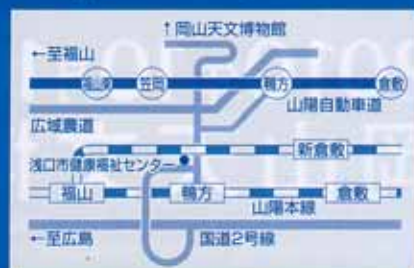 ↑岡山天文博物館
←至福山
福山東 笠岡 鴨方 倉敷
山陽自動車道
広域農道
新倉敷
浅口市健康福祉センター
福山 鴨方 倉敷
山陽本線
←至広島 国道2号線